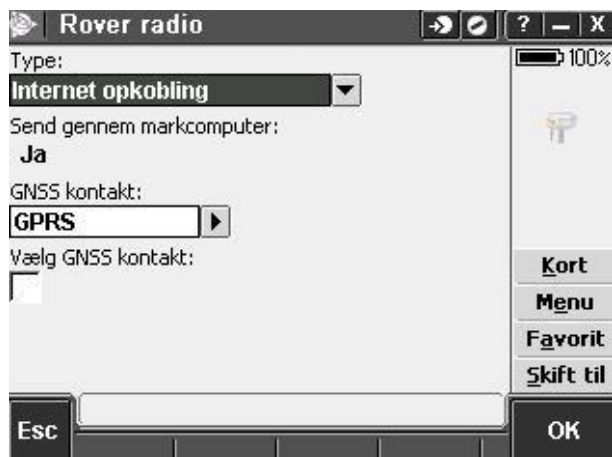 Rover radio
? – X
Type:
100%
Internet opkobling
Send gennem markcomputer:
Ja
GNSS kontakt:
GPRS
Vælg GNSS kontakt:
Kort
Menu
Favorit
Skift til
Esc
OK